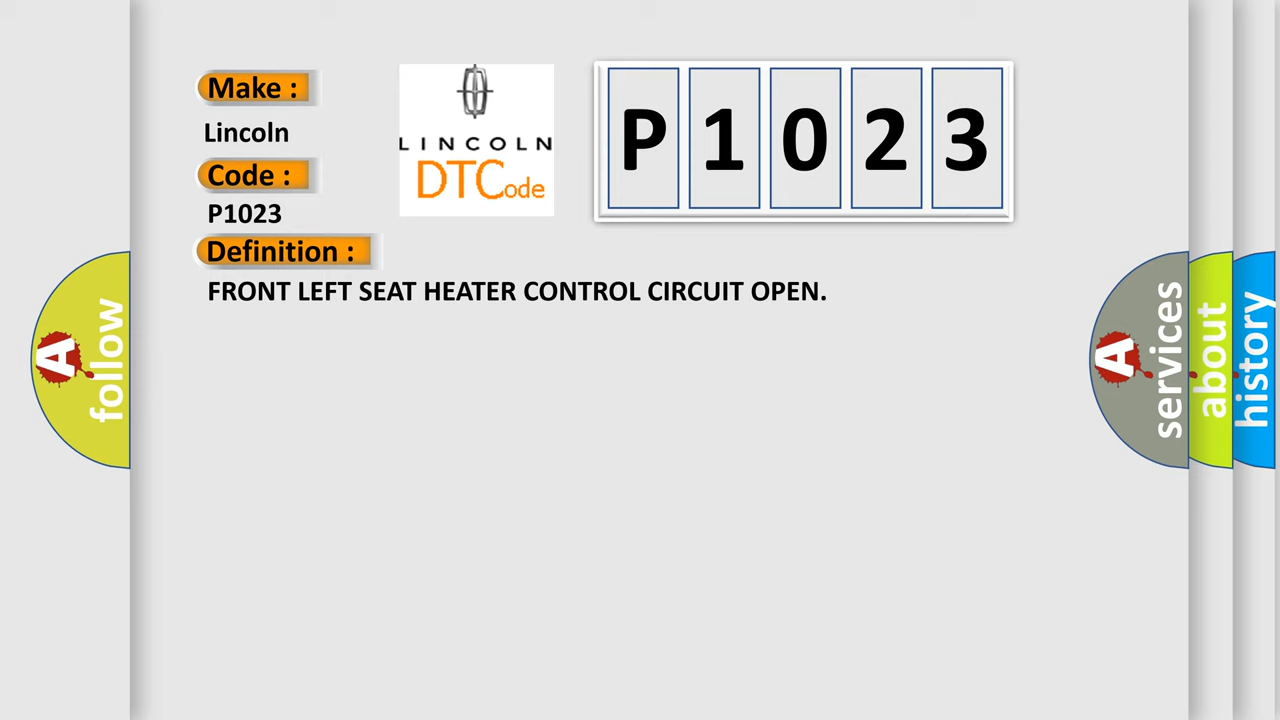 Make :
Lincoln
Code :
P1023
Definition :
FRONT LEFT SEAT HEATER CONTROL CIRCUIT OPEN.
LINCOLN
DTCode
P 1 0 2 3
A follow
A services
about
history